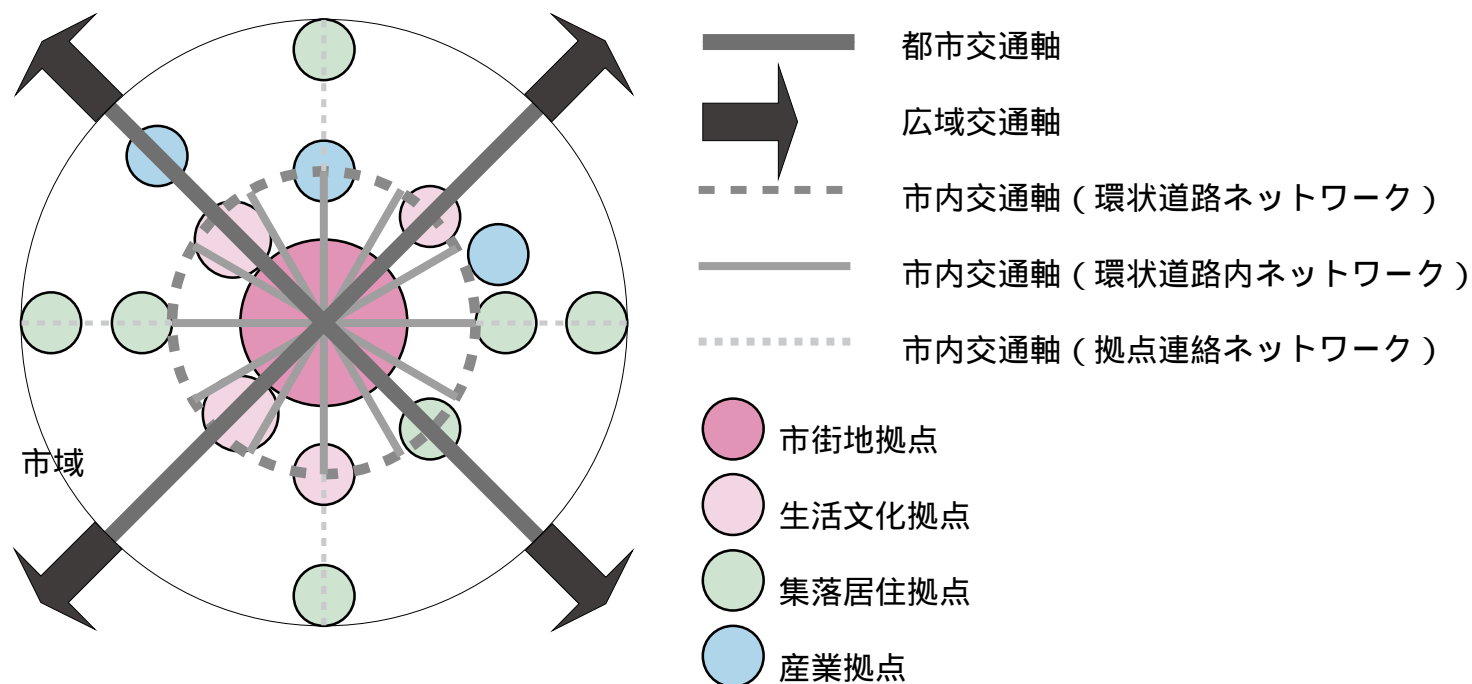 都市交通軸
広域交通軸
市内交通軸（環状道路ネットワーク）
市内交通軸（環状道路内ネットワーク）
市内交通軸（拠点連絡ネットワーク）
市街地拠点
市域
生活文化拠点
集落居住拠点
産業拠点